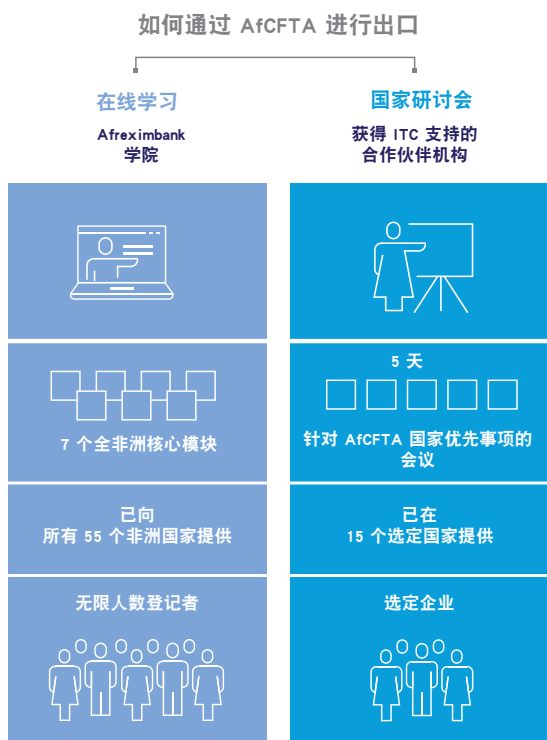 如何通过 AfCFTA 进行出口
在线学习
Afreximbank
学院
7 个全非洲核心模块
已向
所有 55 个非洲国家提供
无限人数登记者
国家研讨会
获得 ITC 支持的
合作伙伴机构
5 天
针对 AfCFTA 国家优先事项的
会议
已在
15 个选定国家提供
选定企业